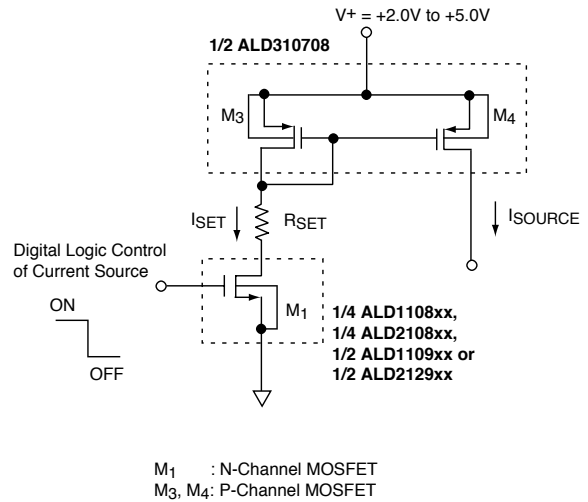 V+ = +2.0V to +5.0V
1/2 ALD310708
M3
M4
ISET
RSET
ISOURCE
Digital Logic Control
of Current Source
ON
OFF
M1
1/4 ALD1108xx,
1/4 ALD2108xx,
1/2 ALD1109xx or
1/2 ALD2129xx
M1 : N-Channel MOSFET
M3, M4: P-Channel MOSFET